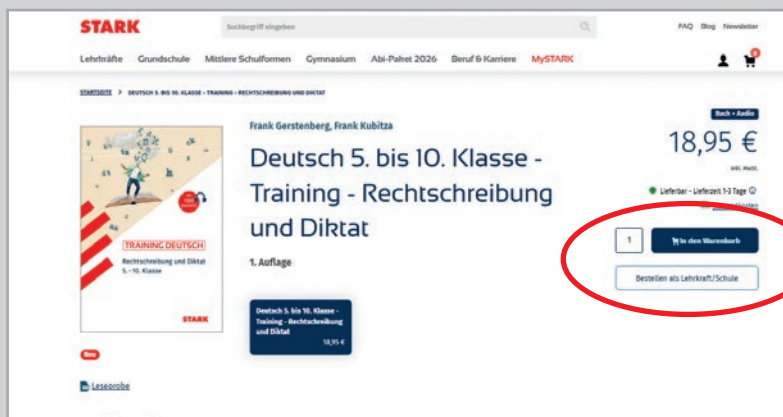 STARK
Suchbegriff eingeben
FAQ Blog Newsletter
Lehrkräfte Grundschule Mittlere Schulformen Gymnasium Abi-Paket 2026 Beruf & Karriere MySTARK
0
STARTSEITE > DEUTSCH 5. BIS 10. KLASSE - TRAINING - RECHTSCHREIBUNG UND DIKTAT
TRAINING DEUTSCH
Rechtschreibung und Diktat
5.–10. Klasse
STARK
Neu
Leseprobe
Frank Gerstenberg, Frank Kubitza
Deutsch 5. bis 10. Klasse -
Training - Rechtschreibung
und Diktat
1. Auflage
Deutsch 5. bis 10. Klasse -
Training - Rechtschreibung
und Diktat
18,95 €
Buch + Audio
18,95 €
inkl. MwSt.
Lieferbar - Lieferzeit 1-3 Tage
1
In den Warenkorb
Bestellen als Lehrkraft/Schule